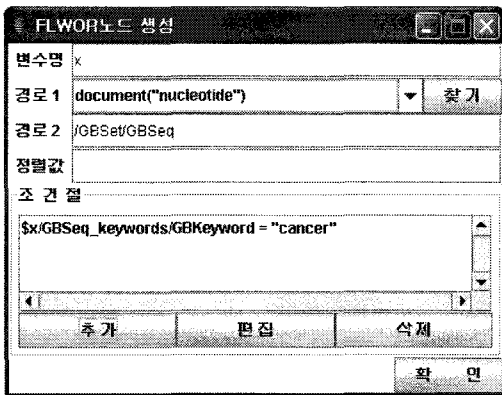 FLWOR노드 생성
변수명 x
경로1 document("nucleotide") 찾기
경로2 /GBSet/GBSeq
정렬값
조건절
$x/GBSeq_keywords/GBKeyword = "cancer"
추가 편집 삭제
확인